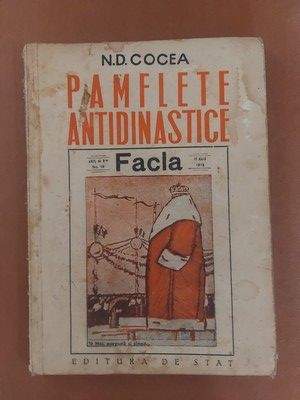 N.D. COCEA
PAMFLETE
ANTIDINASTICE
Facla
EDITURA DE STAT